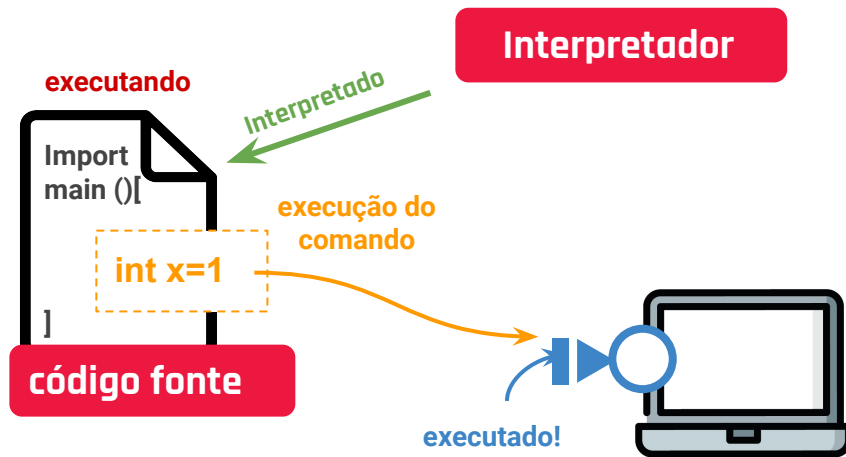 Interpretador
executando
Interpretado
Import
main ()[
execução do
comando
int x=1
]
código fonte
executado!